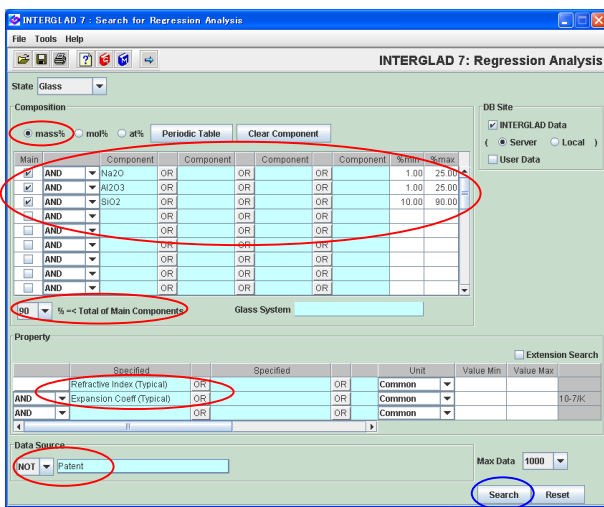 INTERGLAD 7 : Search for Regression Analysis
File Tools Help
INTERGLAD 7: Regression Analysis
State Glass
Composition
DB Site
mass% mol% at% Periodic Table Clear Component
INTERGLAD Data
( Server Local )
User Data
Main Component Component Component Component %min %max
AND Na2O OR OR OR 1.00 25.00
AND Al2O3 OR OR OR 1.00 25.00
AND SiO2 OR OR OR 10.00 90.00
AND OR OR OR
AND OR OR OR
AND OR OR OR
AND OR OR OR
AND OR OR OR
AND OR OR OR
90 % =< Total of Main Components Glass System
Property
Extension Search
Specified Specified Unit Value Min Value Max
Refractive Index (Typical) OR OR Common
AND Expansion Coeff (Typical) OR OR Common 10-7/K
AND OR OR Common
Data Source
NOT Patent
Max Data 1000
Search Reset